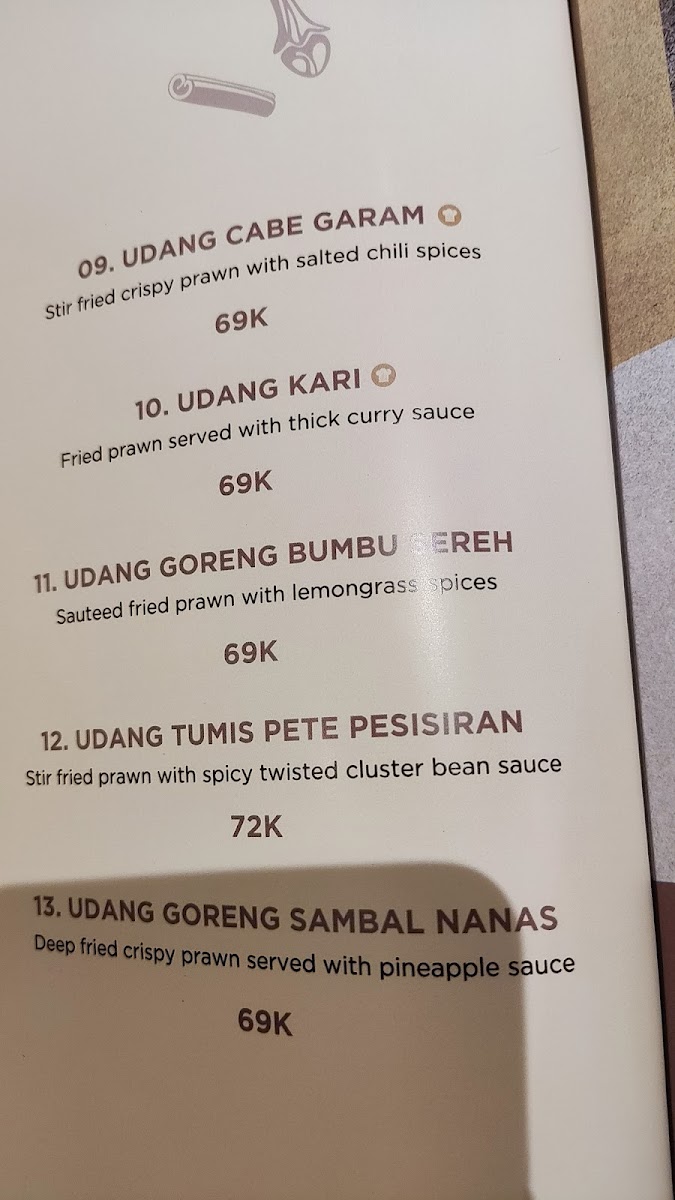 09. UDANG CABE GARAM
Stir fried crispy prawn with salted chili spices
69K
10. UDANG KARI
Fried prawn served with thick curry sauce
69K
11. UDANG GORENG BUMBU SEREH
Sauteed fried prawn with lemongrass spices
69K
12. UDANG TUMIS PETE PESISIRAN
Stir fried prawn with spicy twisted cluster bean sauce
72K
13. UDANG GORENG SAMBAL NANAS
Deep fried crispy prawn served with pineapple sauce
69K